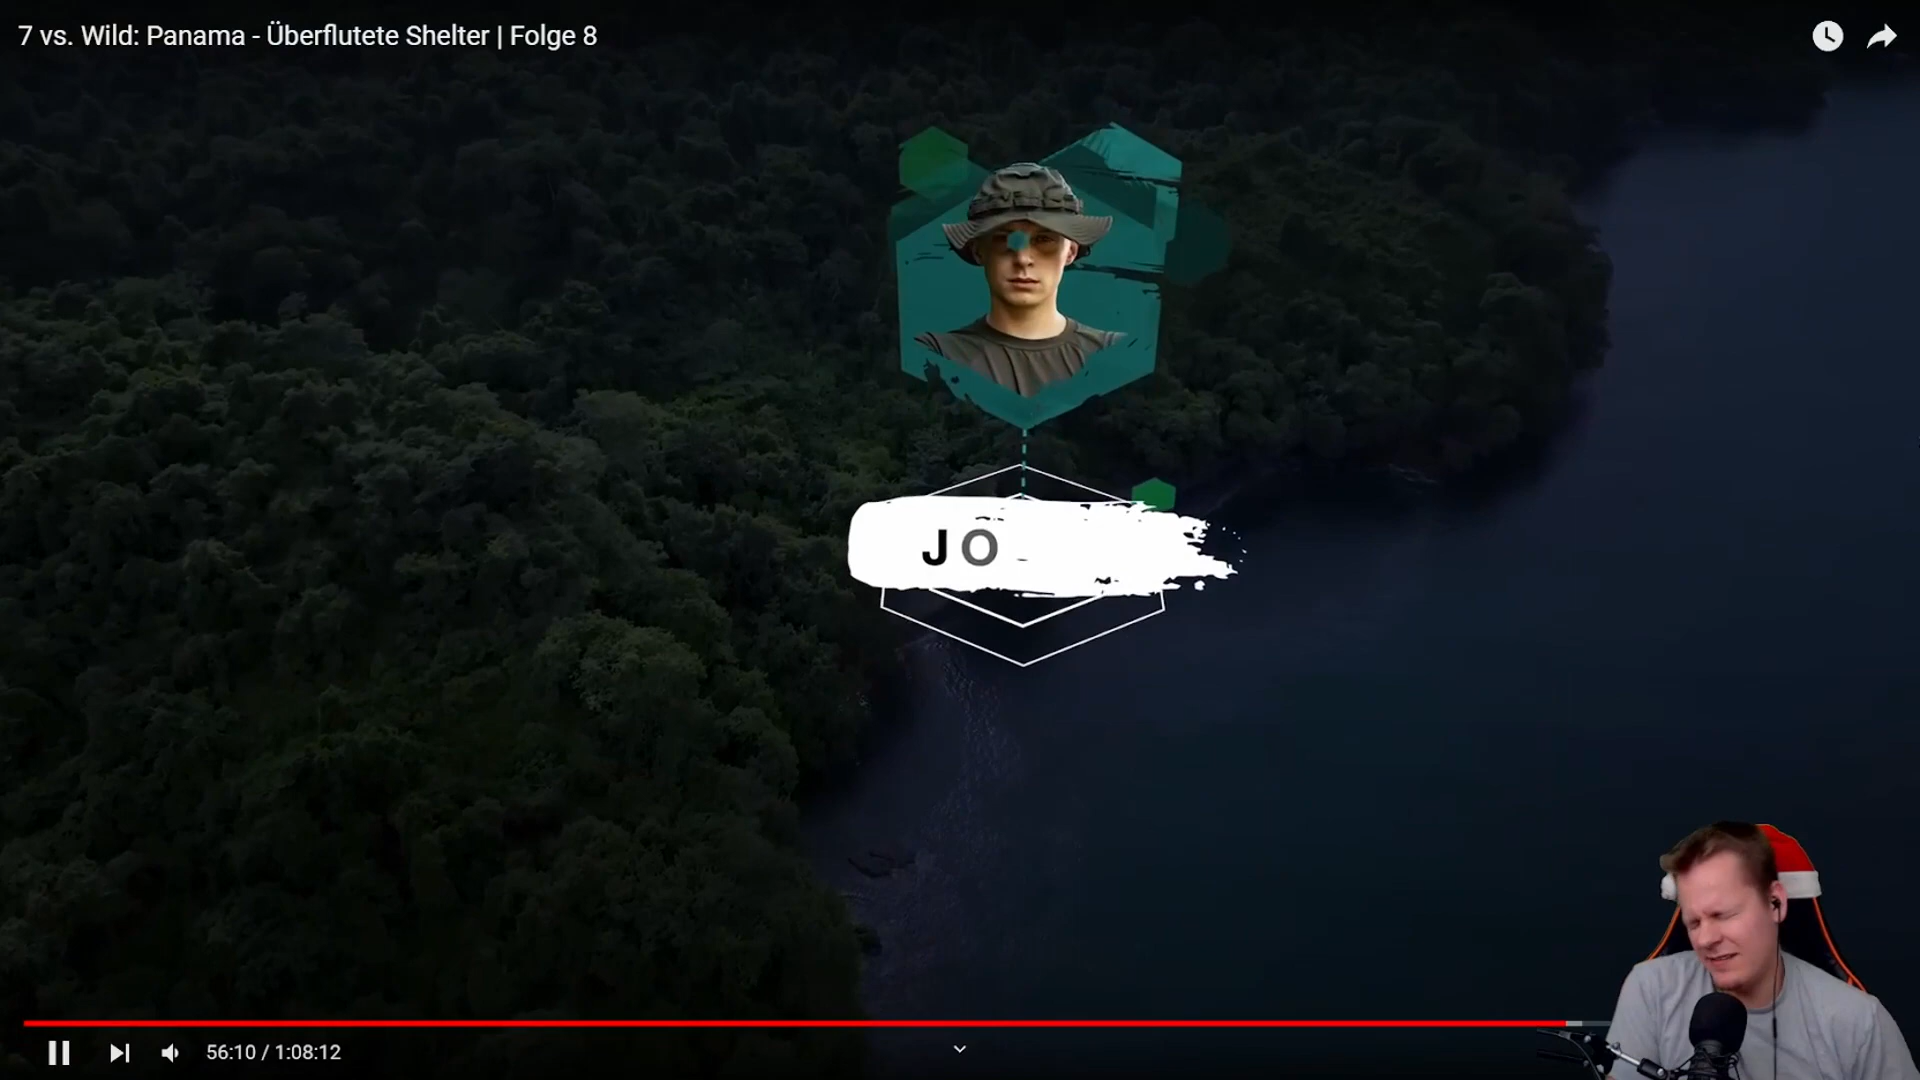 7 vs. Wild: Panama - Überflutete Shelter | Folge 8
JO
56:10 / 1:08:12